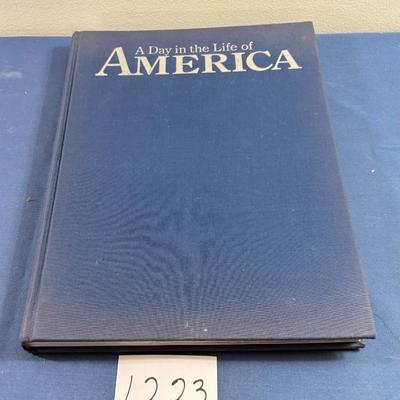 A Day in the Life of
AMERICA
1223